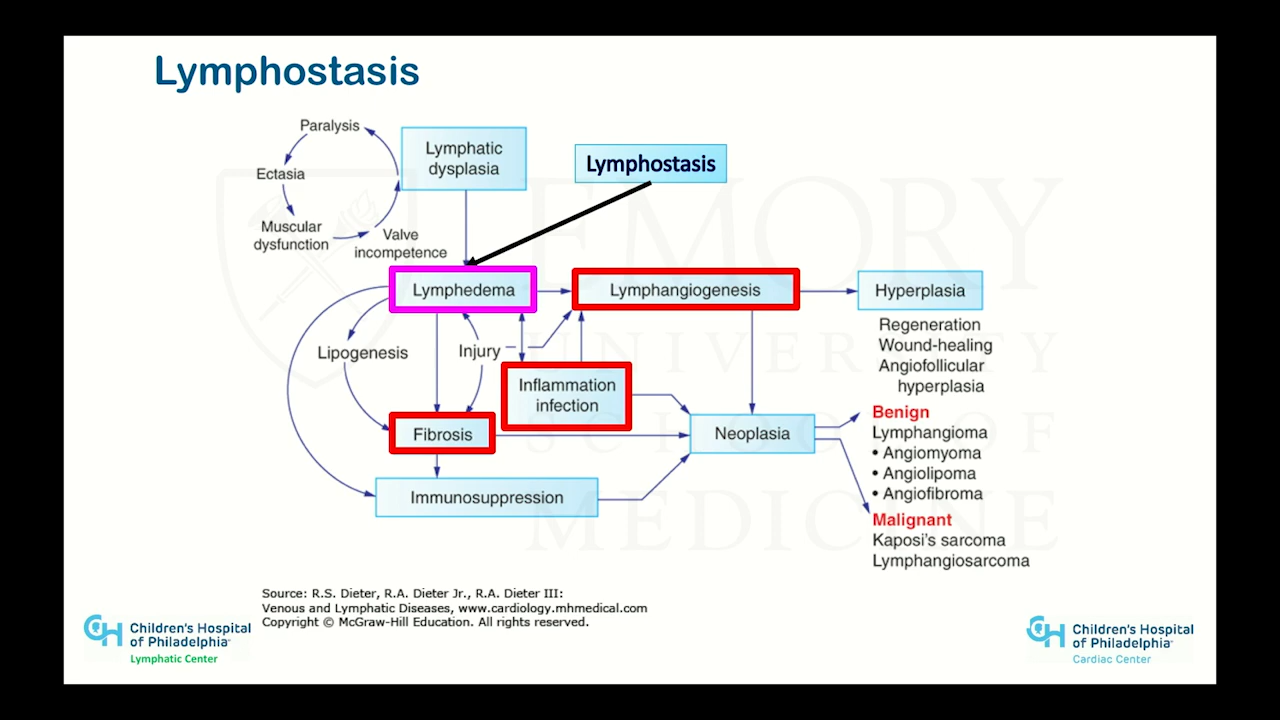 Lymphostasis
Paralysis
Ectasia
Muscular
dysfunction
Valve
incompetence
Lymphatic
dysplasia
Lymphostasis
Lymphedema
Lymphangiogenesis
Hyperplasia
Regeneration
Wound-healing
Angiofollicular
hyperplasia
Lipogenesis
Injury
Inflammation
infection
Fibrosis
Neoplasia
Immunosuppression
Benign
Lymphangioma
• Angiomyoma
• Angiolipoma
• Angiofibroma
Malignant
Kaposi's sarcoma
Lymphangiosarcoma
EMORY
UNIVERSITY
SCHOOL OF
MEDICINE
Source: R.S. Dieter, R.A. Dieter Jr., R.A. Dieter III:
Venous and Lymphatic Diseases, www.cardiology.mhmedical.com
Copyright © McGraw-Hill Education. All rights reserved.
CH Children's Hospital
of Philadelphia
Lymphatic Center
CH Children's Hospital
of Philadelphia
Cardiac Center